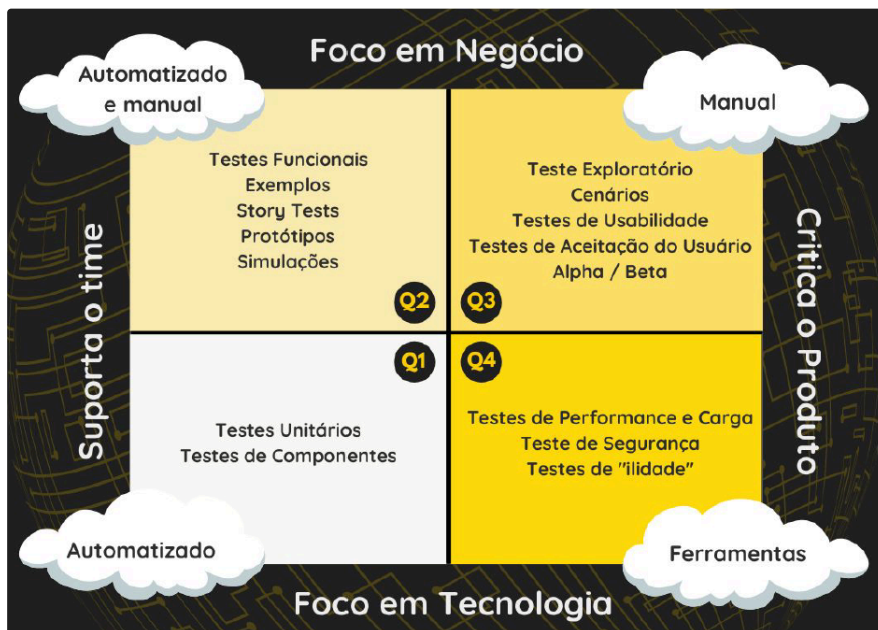 Foco em Negócio
Automatizado
e manual
Manual
Testes Funcionais
Exemplos
Story Tests
Protótipos
Simulações
Teste Exploratório
Cenários
Testes de Usabilidade
Testes de Aceitação do Usuário
Alpha / Beta
Suporta o time
Critica o Produto
Q2
Q3
Q1
Q4
Testes Unitários
Testes de Componentes
Testes de Performance e Carga
Teste de Segurança
Testes de "ilidade"
Automatizado
Ferramentas
Foco em Tecnologia